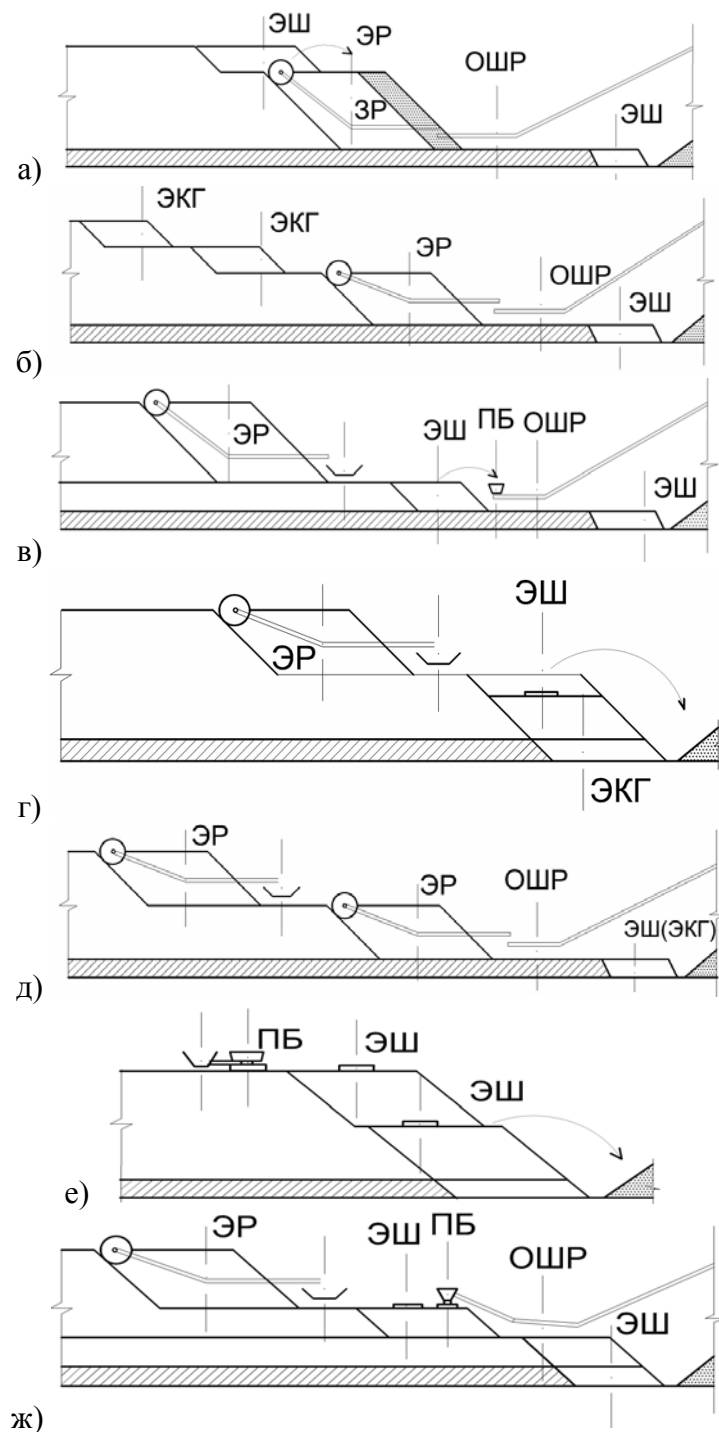 ЭШ ЭР ОШР
ЗР ЭШ
а)
ЭКГ ЭКГ ЭР ОШР ЭШ
б)
ЭР ЭШ ПБ ОШР ЭШ
в)
ЭШ
ЭР
ЭКГ
г)
ЭР ЭР ОШР ЭШ(ЭКГ)
д)
ПБ ЭШ ЭШ
е)
ЭР ЭШ ПБ ОШР ЭШ
ж)